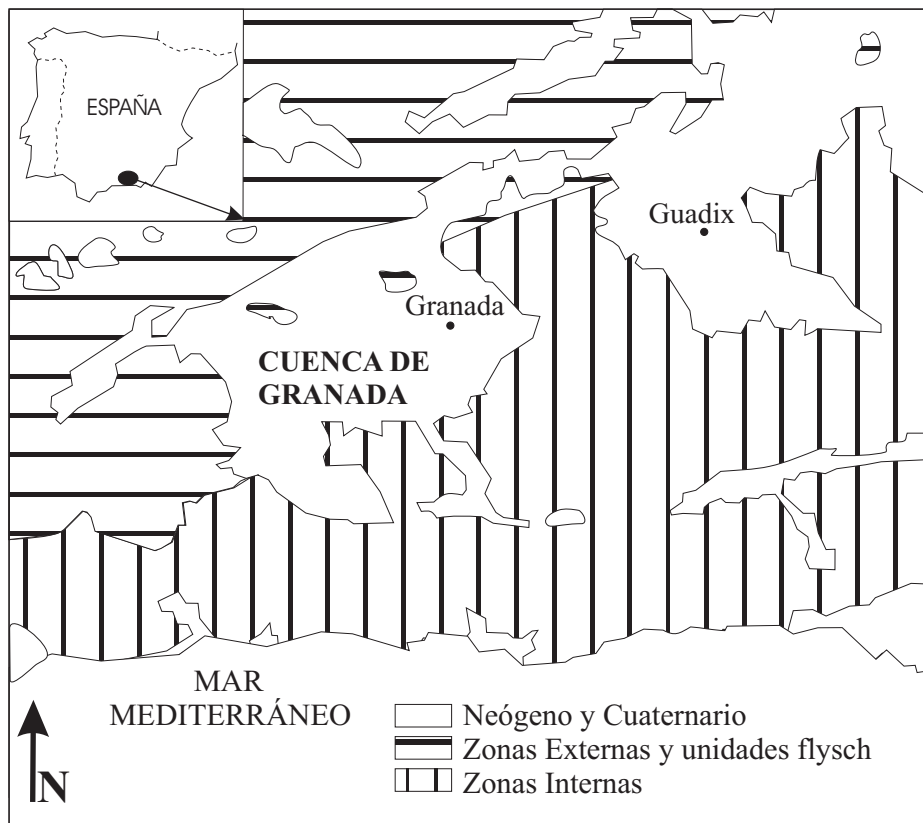 ESPAÑA
Guadix
Granada
CUENCA DE
GRANADA
MAR
MEDITERRÁNEO
Neógeno y Cuaternario
Zonas Externas y unidades flysch
Zonas Internas
N